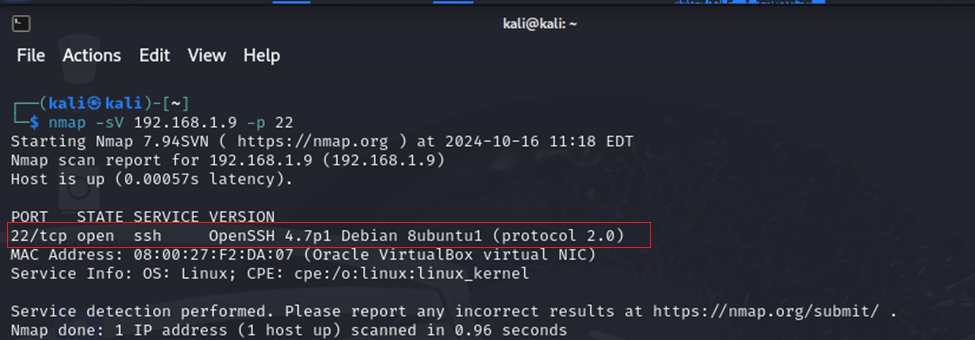 kali@kali: ~
File Actions Edit View Help
┌──(kali㉿kali)-[~]
└─$ nmap -sV 192.168.1.9 -p 22
Starting Nmap 7.94SVN ( https://nmap.org ) at 2024-10-16 11:18 EDT
Nmap scan report for 192.168.1.9 (192.168.1.9)
Host is up (0.00057s latency).
PORT   STATE SERVICE VERSION
22/tcp open  ssh     OpenSSH 4.7p1 Debian 8ubuntu1 (protocol 2.0)
MAC Address: 08:00:27:F2:DA:07 (Oracle VirtualBox virtual NIC)
Service Info: OS: Linux; CPE: cpe:/o:linux:linux_kernel
Service detection performed. Please report any incorrect results at https://nmap.org/submit/ .
Nmap done: 1 IP address (1 host up) scanned in 0.96 seconds